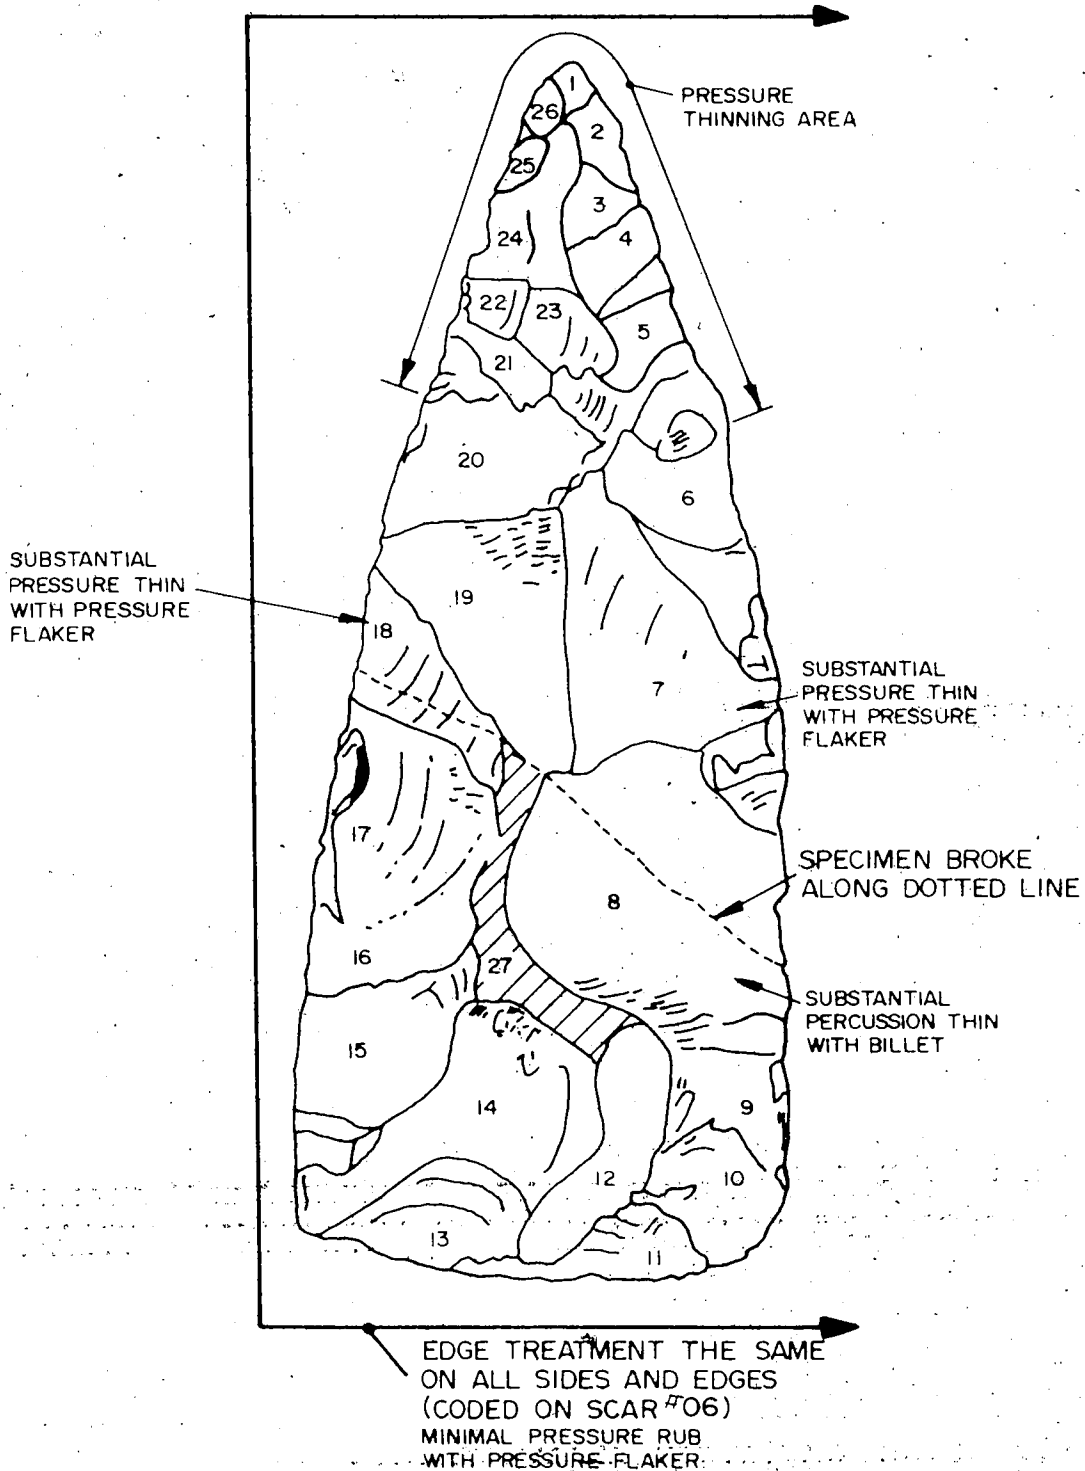 PRESSURE
THINNING AREA
1
26
2
25
3
24
4
22
23
5
21
20
6
SUBSTANTIAL
PRESSURE THIN
WITH PRESSURE
FLAKER
19
18
7
SUBSTANTIAL
PRESSURE THIN
WITH PRESSURE
FLAKER
17
SPECIMEN BROKE
ALONG DOTTED LINE
8
16
27
SUBSTANTIAL
PERCUSSION THIN
WITH BILLET
15
14
9
12
10
13
11
EDGE TREATMENT THE SAME
ON ALL SIDES AND EDGES
(CODED ON SCAR #06)
MINIMAL PRESSURE RUB
WITH PRESSURE FLAKER